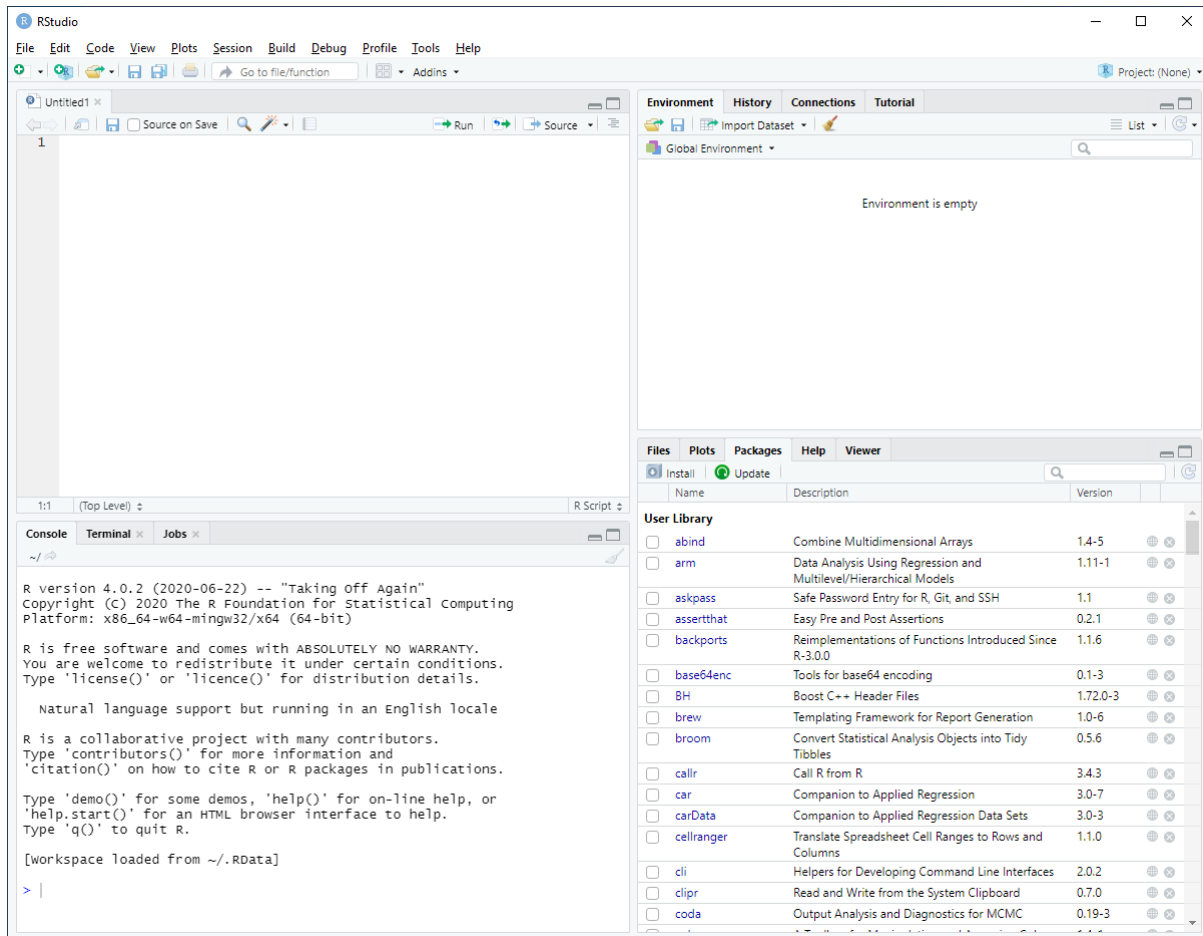 RStudio
File Edit Code View Plots Session Build Debug Profile Tools Help
Go to file/function Addins Project: (None)
Untitled1
Source on Save Run Source
1
1:1 (Top Level) R Script
Console Terminal Jobs
~/
R version 4.0.2 (2020-06-22) -- "Taking Off Again"
Copyright (C) 2020 The R Foundation for Statistical Computing
Platform: x86_64-w64-mingw32/x64 (64-bit)
R is free software and comes with ABSOLUTELY NO WARRANTY.
You are welcome to redistribute it under certain conditions.
Type 'license()' or 'licence()' for distribution details.
Natural language support but running in an English locale
R is a collaborative project with many contributors.
Type 'contributors()' for more information and
'citation()' on how to cite R or R packages in publications.
Type 'demo()' for some demos, 'help()' for on-line help, or
'help.start()' for an HTML browser interface to help.
Type 'q()' to quit R.
[Workspace loaded from ~/.RData]
>
Environment History Connections Tutorial
Import Dataset List
Global Environment
Environment is empty
Files Plots Packages Help Viewer
Install Update
Name Description Version
User Library
abind Combine Multidimensional Arrays 1.4-5
arm Data Analysis Using Regression and 1.11-1
Multilevel/Hierarchical Models
askpass Safe Password Entry for R, Git, and SSH 1.1
assertthat Easy Pre and Post Assertions 0.2.1
backports Reimplementations of Functions Introduced Since 1.1.6
R-3.0.0
base64enc Tools for base64 encoding 0.1-3
BH Boost C++ Header Files 1.72.0-3
brew Templating Framework for Report Generation 1.0-6
broom Convert Statistical Analysis Objects into Tidy 0.5.6
Tibbles
callr Call R from R 3.4.3
car Companion to Applied Regression 3.0-7
carData Companion to Applied Regression Data Sets 3.0-3
cellranger Translate Spreadsheet Cell Ranges to Rows and 1.1.0
Columns
cli Helpers for Developing Command Line Interfaces 2.0.2
clipr Read and Write from the System Clipboard 0.7.0
coda Output Analysis and Diagnostics for MCMC 0.19-3